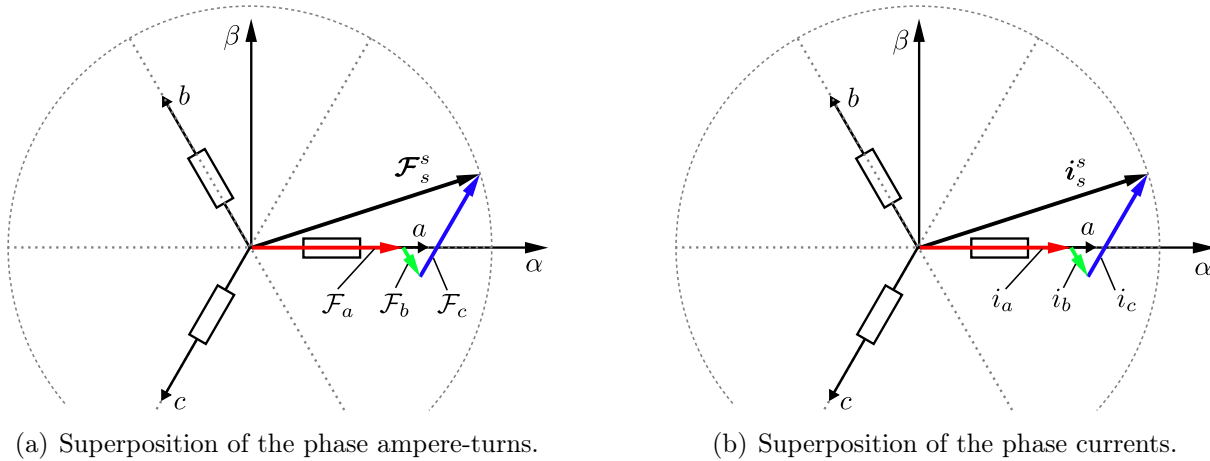 β
b
𝓕ₛˢ
a
α
ℱₐ ℱ_b ℱ_c
c
(a) Superposition of the phase ampere-turns.
β
b
𝒊ₛˢ
a
α
iₐ i_b i_c
c
(b) Superposition of the phase currents.